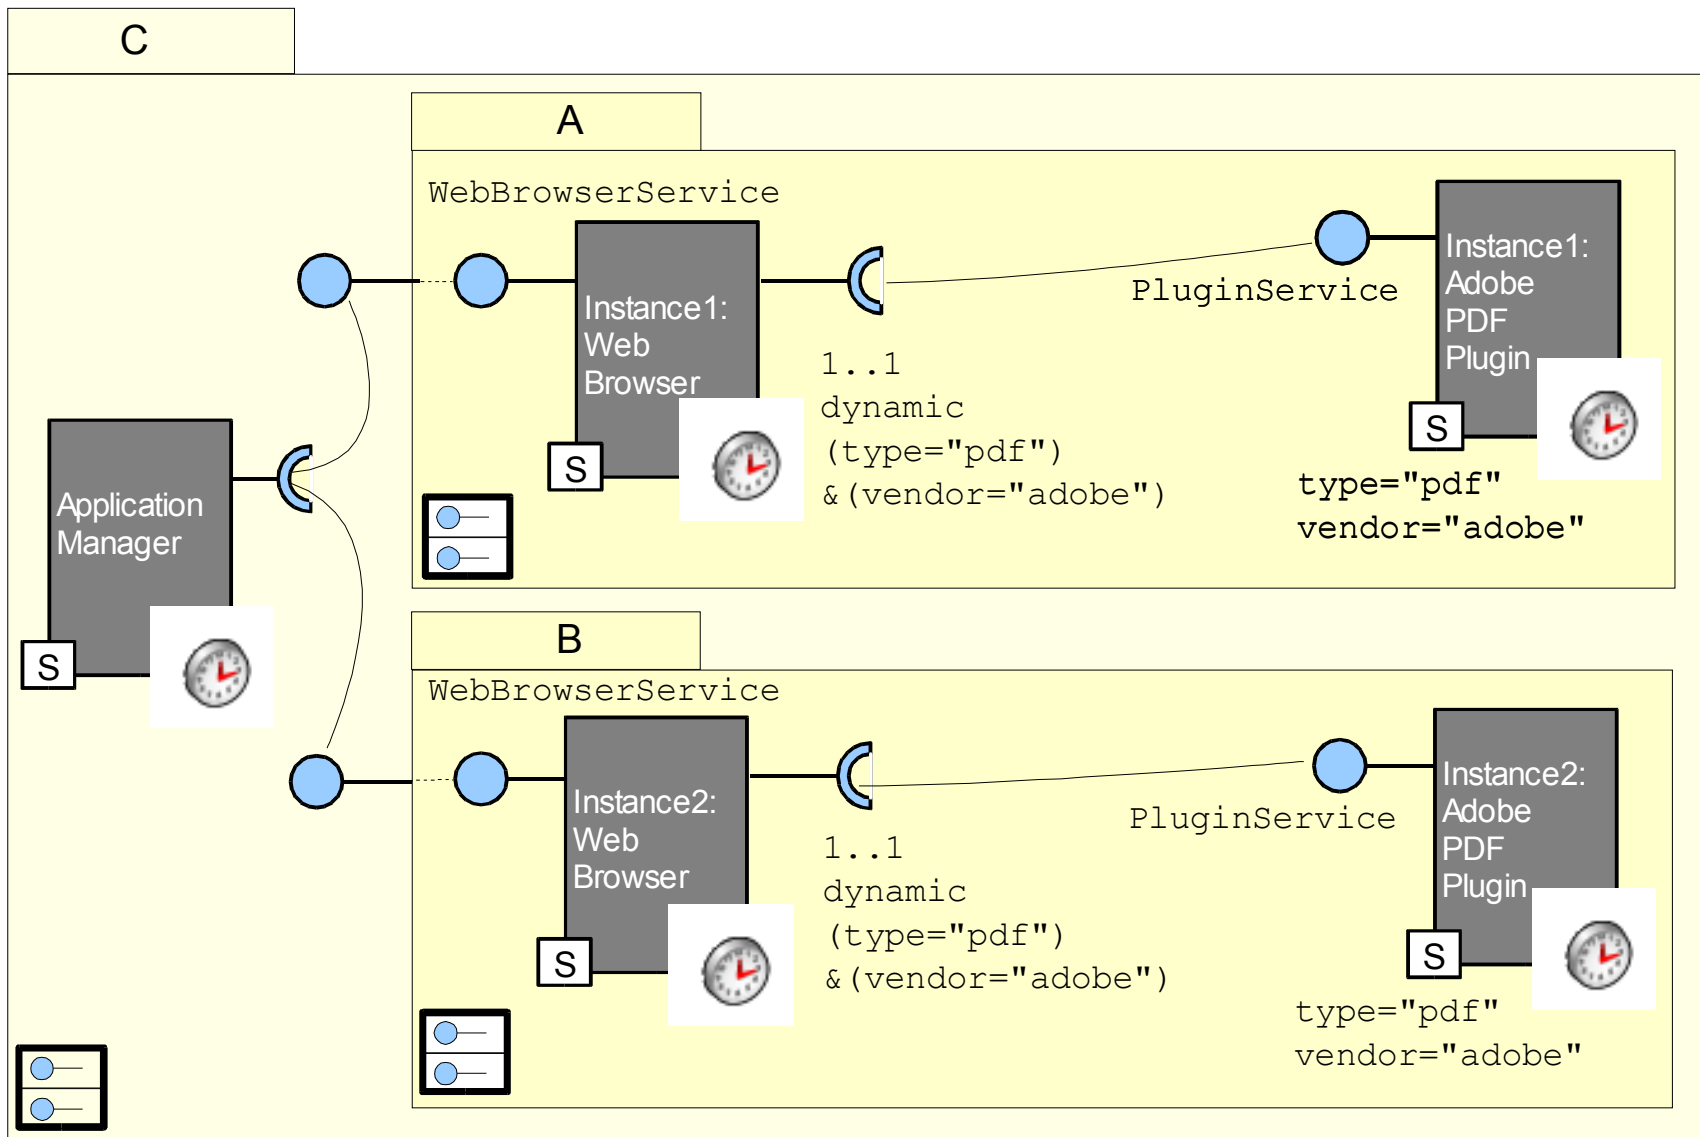 C
A
WebBrowserService
Instance1:
Web
Browser
S
1..1
dynamic
(type="pdf")
&(vendor="adobe")
PluginService
Instance1:
Adobe
PDF
Plugin
S
type="pdf"
vendor="adobe"
Application
Manager
S
B
WebBrowserService
Instance2:
Web
Browser
S
1..1
dynamic
(type="pdf")
&(vendor="adobe")
PluginService
Instance2:
Adobe
PDF
Plugin
S
type="pdf"
vendor="adobe"